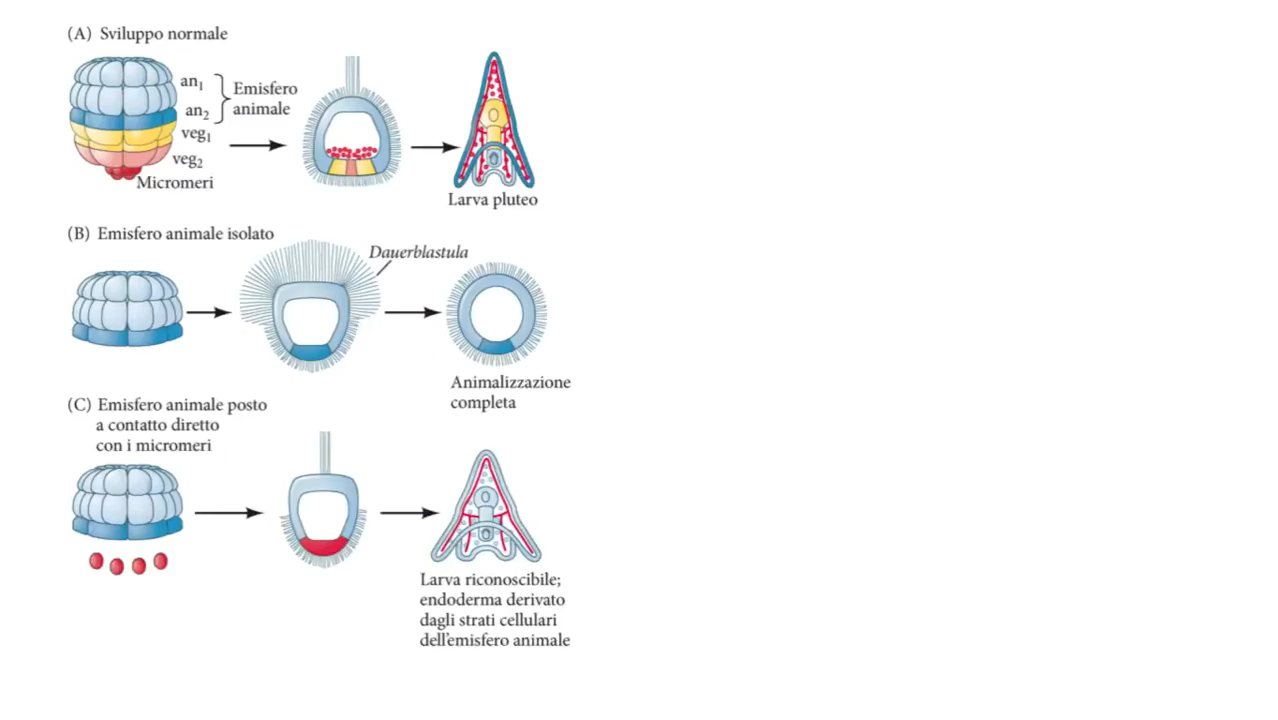 (A) Sviluppo normale
an1
Emisfero
an2
animale
veg1
veg2
Micromeri
Larva pluteo
(B) Emisfero animale isolato
Dauerblastula
Animalizzazione
completa
(C) Emisfero animale posto
a contatto diretto
con i micromeri
Larva riconoscibile;
endoderma derivato
dagli strati cellulari
dell'emisfero animale